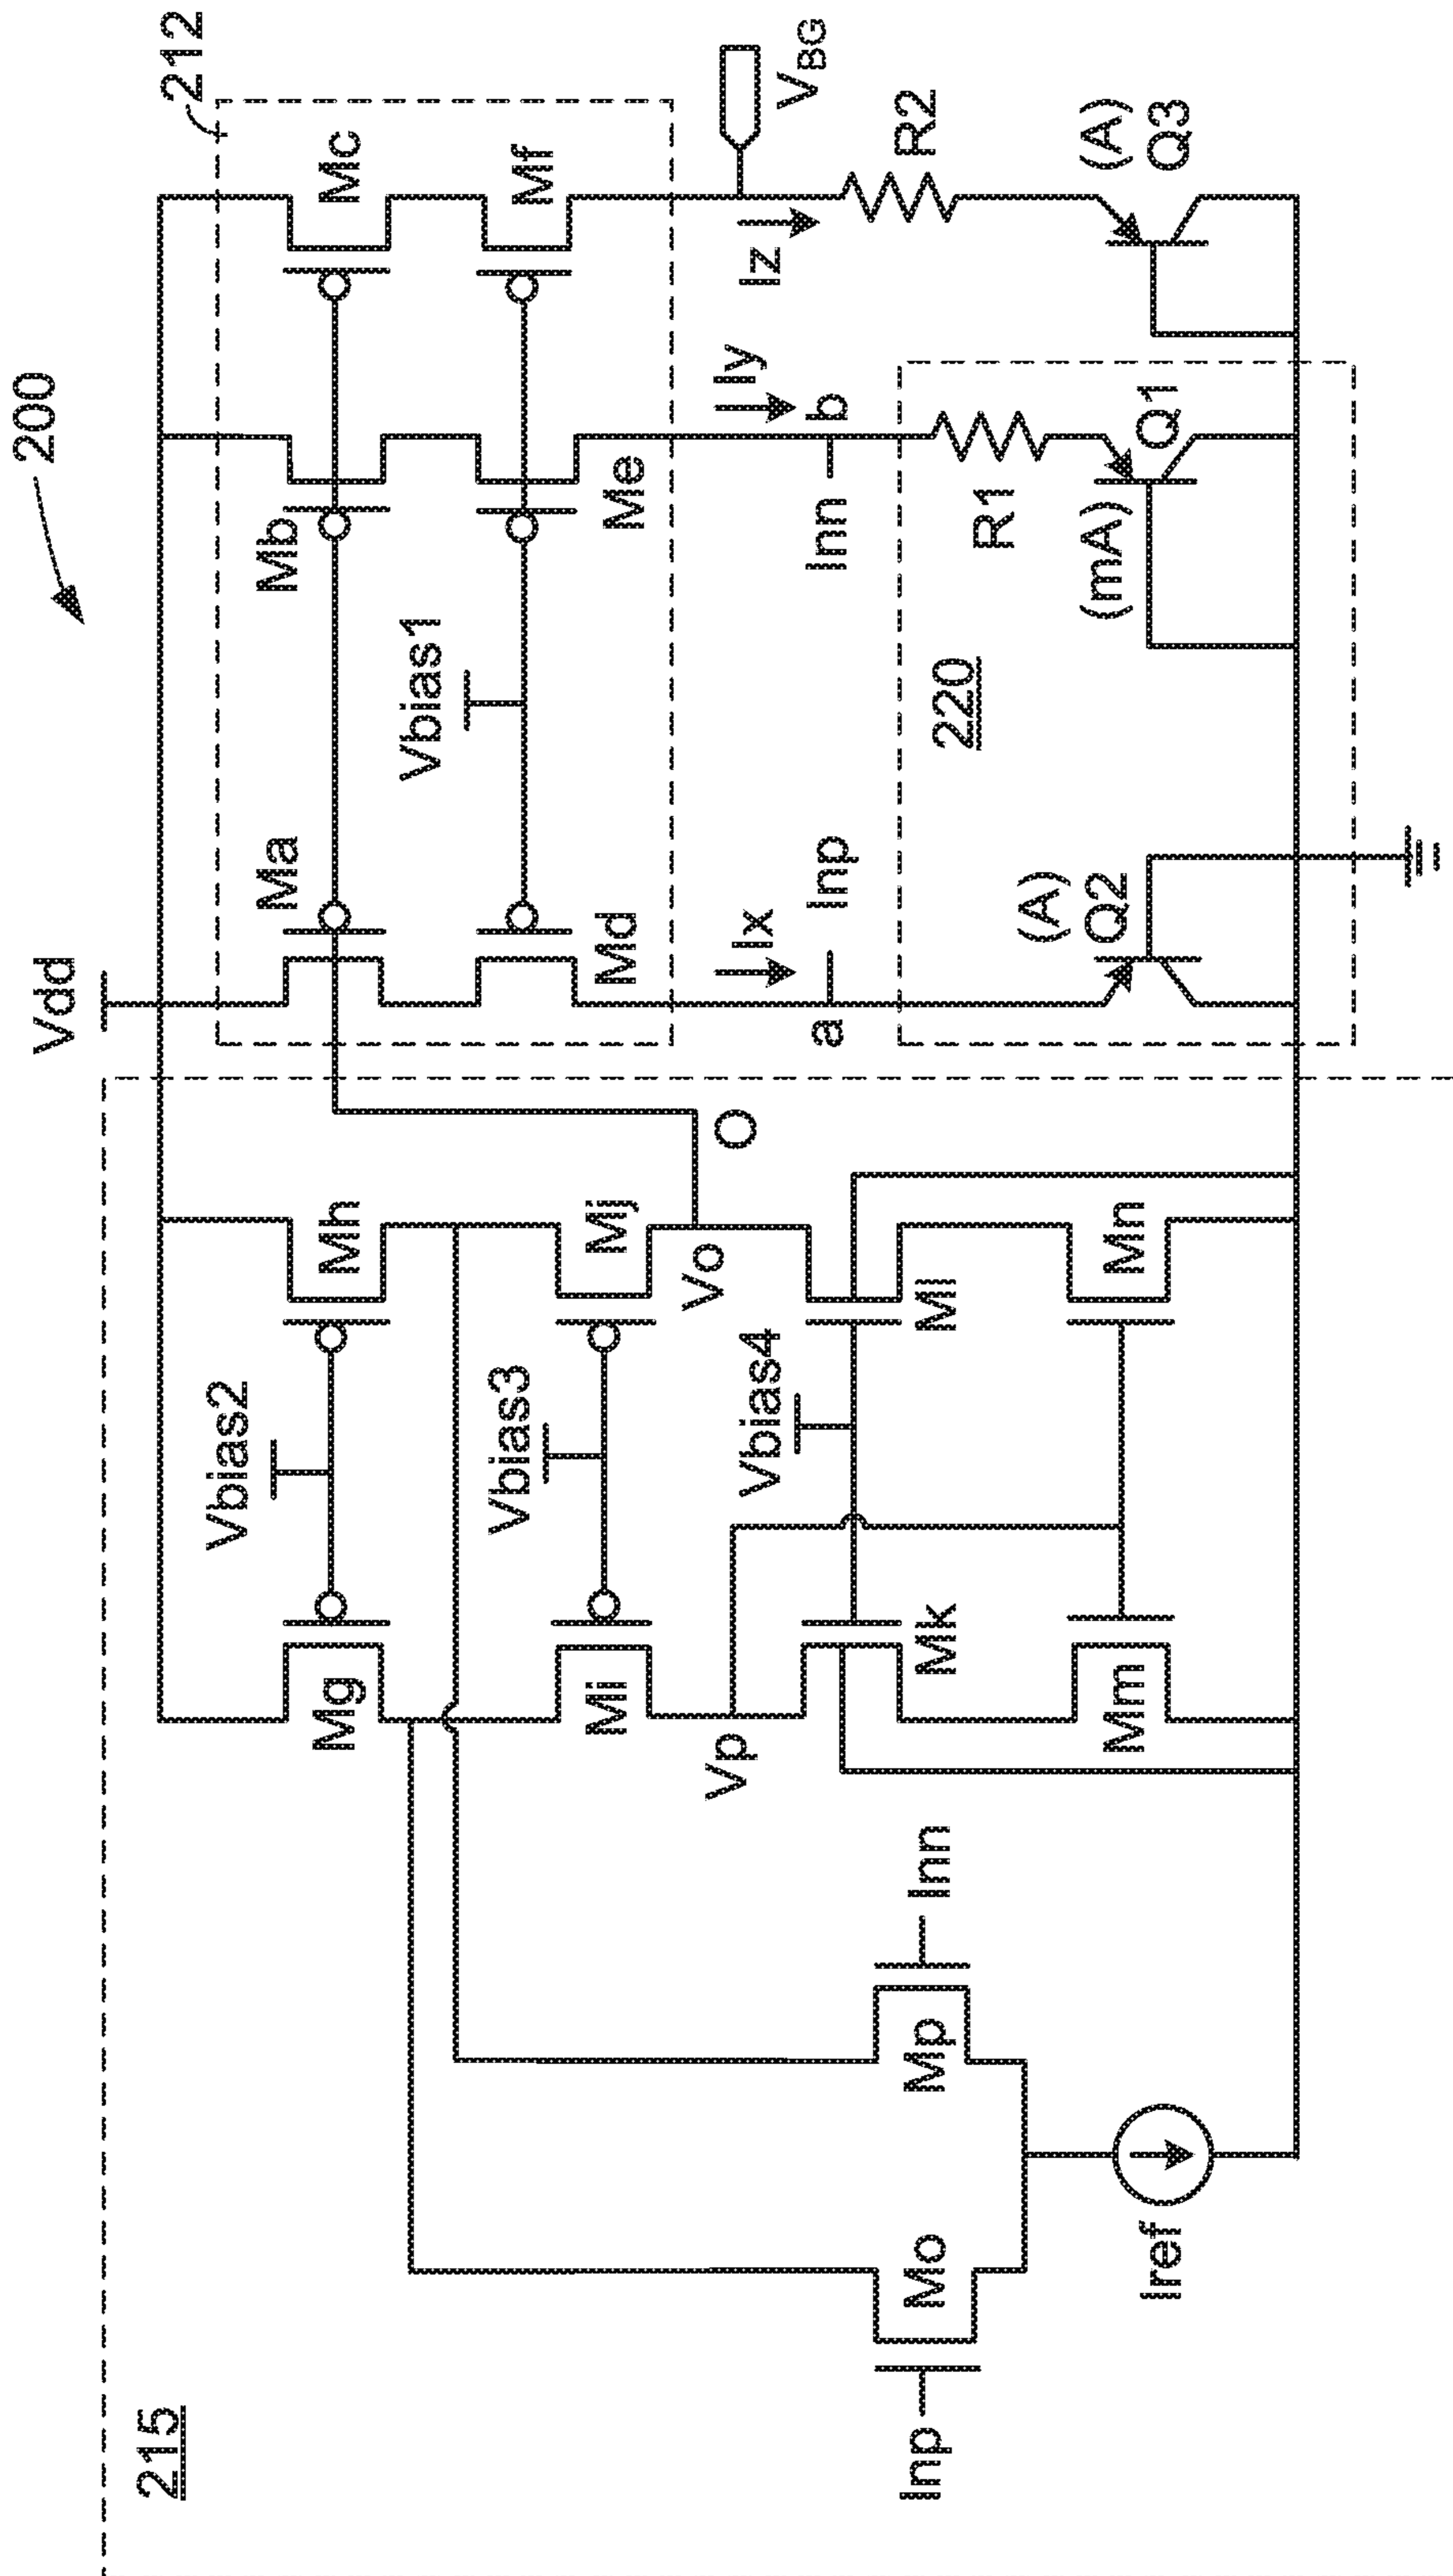 200
212
215
220
Vdd
Ma
Mb
Mc
Md
Me
Mf
Vbias1
Ix
Iy
Iz
V_BG
a
Inp
Inn
b
R1
R2
(A)
Q2
(mA)
Q1
(A)
Q3
O
Mg
Vbias2
Mh
Mi
Vbias3
Mj
Vp
Vo
Mk
Vbias4
Ml
Mm
Mn
Inp
Mo
Mp
Inn
Iref